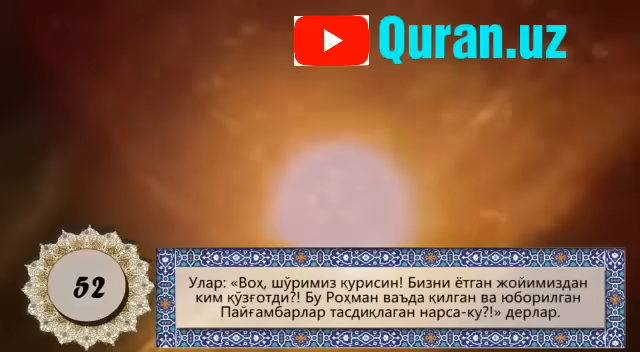 Quran.uz
52
Улар: «Воҳ, шўримиз қурисин! Бизни ётган жойимиздан
ким қўзғотди?! Бу Роҳман ваъда қилган ва юборилган
Пайғамбарлар тасдиқлаган нарса-ку?!» дерлар.